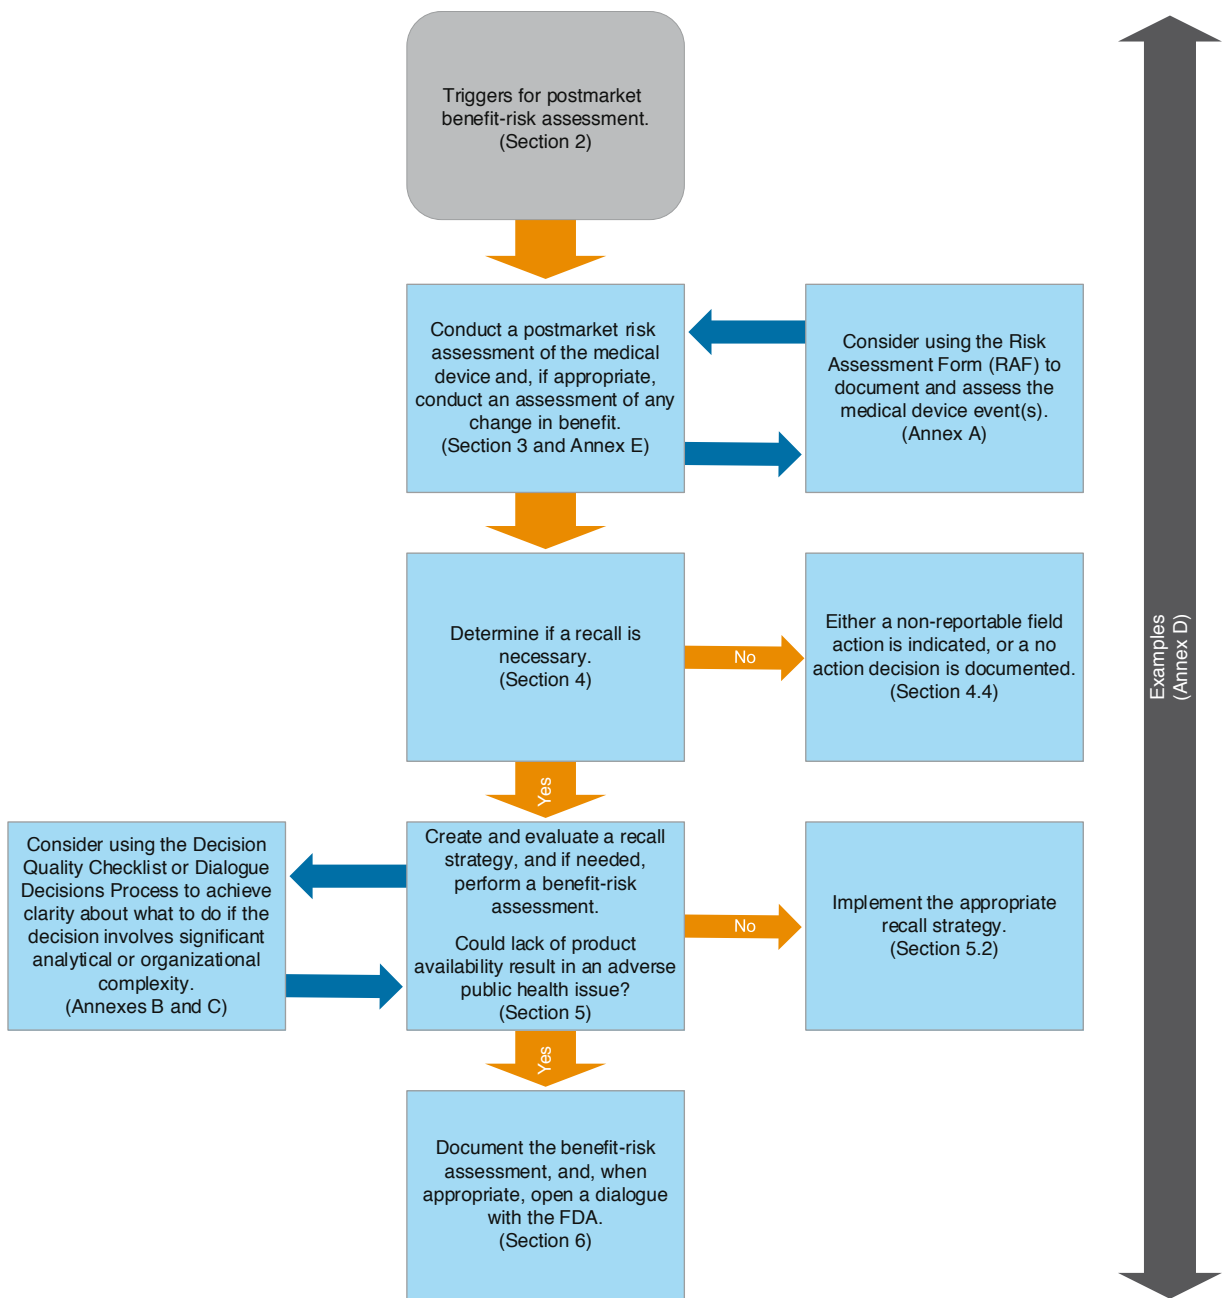 Triggers for postmarket
benefit-risk assessment.
(Section 2)
Conduct a postmarket risk
assessment of the medical
device and, if appropriate,
conduct an assessment of any
change in benefit.
(Section 3 and Annex E)
Consider using the Risk
Assessment Form (RAF) to
document and assess the
medical device event(s).
(Annex A)
Determine if a recall is
necessary.
(Section 4)
No
Either a non-reportable field
action is indicated, or a no
action decision is documented.
(Section 4.4)
Yes
Consider using the Decision
Quality Checklist or Dialogue
Decisions Process to achieve
clarity about what to do if the
decision involves significant
analytical or organizational
complexity.
(Annexes B and C)
Create and evaluate a recall
strategy, and if needed,
perform a benefit-risk
assessment.
Could lack of product
availability result in an adverse
public health issue?
(Section 5)
No
Implement the appropriate
recall strategy.
(Section 5.2)
Yes
Document the benefit-risk
assessment, and, when
appropriate, open a dialogue
with the FDA.
(Section 6)
Examples
(Annex D)